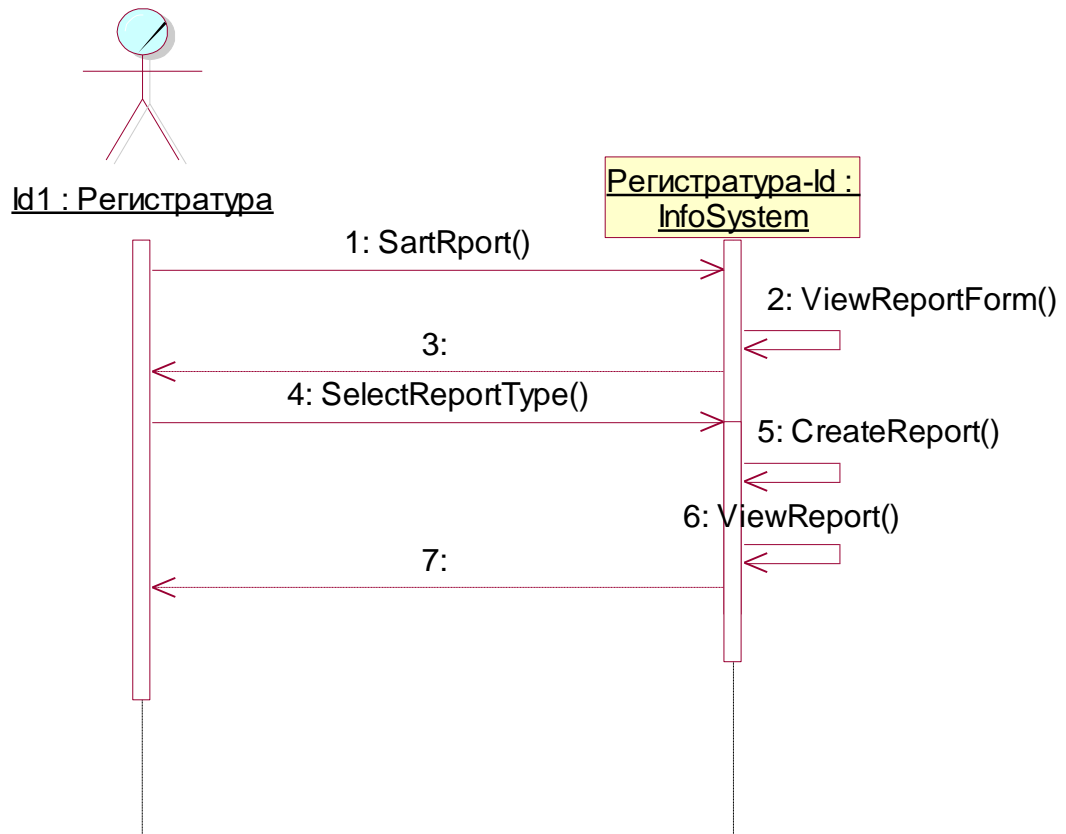 Id1 : Регистратура
Регистратура-Id :
InfoSystem
1: SartRport()
2: ViewReportForm()
3:
4: SelectReportType()
5: CreateReport()
6: ViewReport()
7: